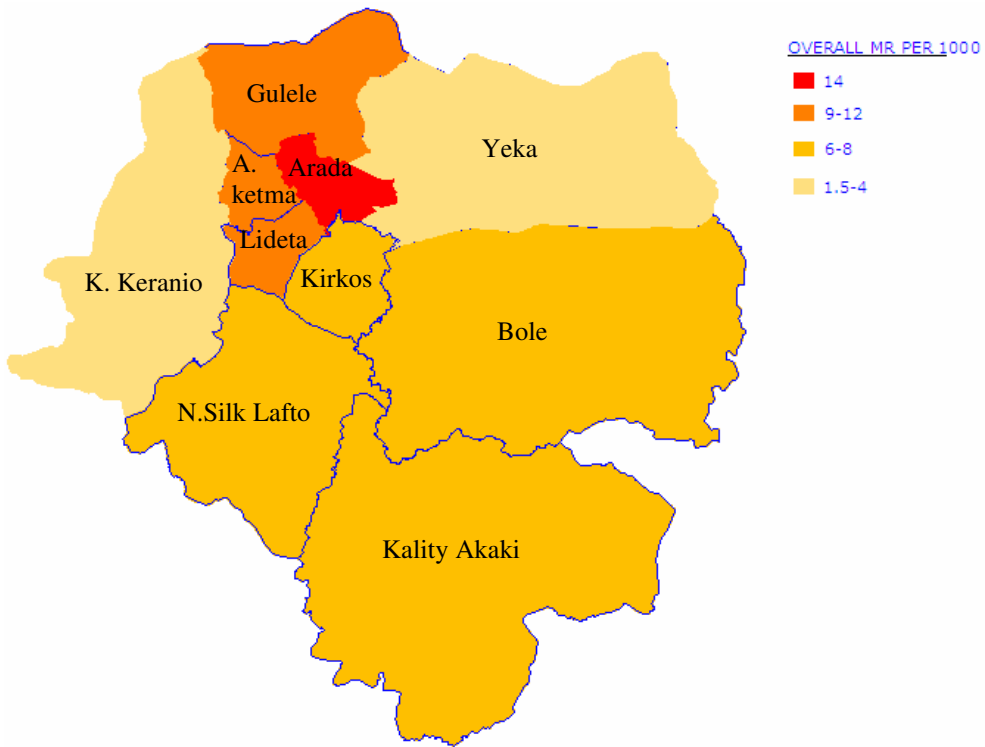 OVERALL MR PER 1000
14
9-12
6-8
1.5-4
Gulele
Yeka
A.
ketma
Arada
Lideta
K. Keranio
Kirkos
Bole
N.Silk Lafto
Kality Akaki